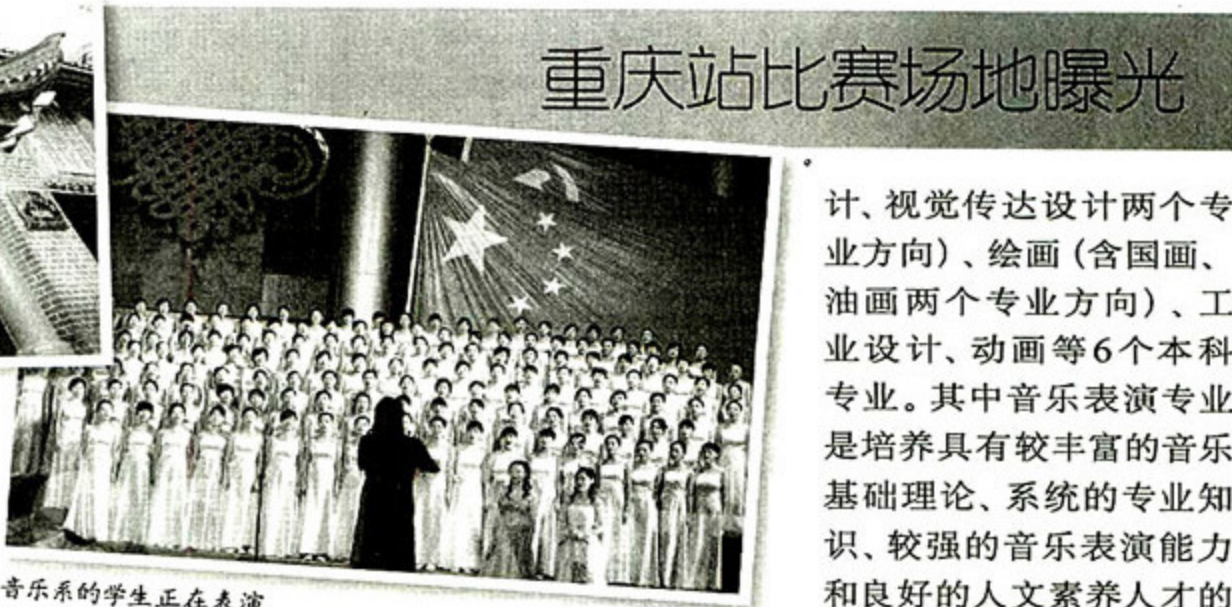 重庆站比赛场地曝光
计、视觉传达设计两个专
业方向）、绘画（含国画、
油画两个专业方向）、工
业设计、动画等6个本科
专业。其中音乐表演专业
是培养具有较丰富的音乐
基础理论、系统的专业知
识、较强的音乐表演能力
和良好的人文素养人才的
音乐系的学生正在表演